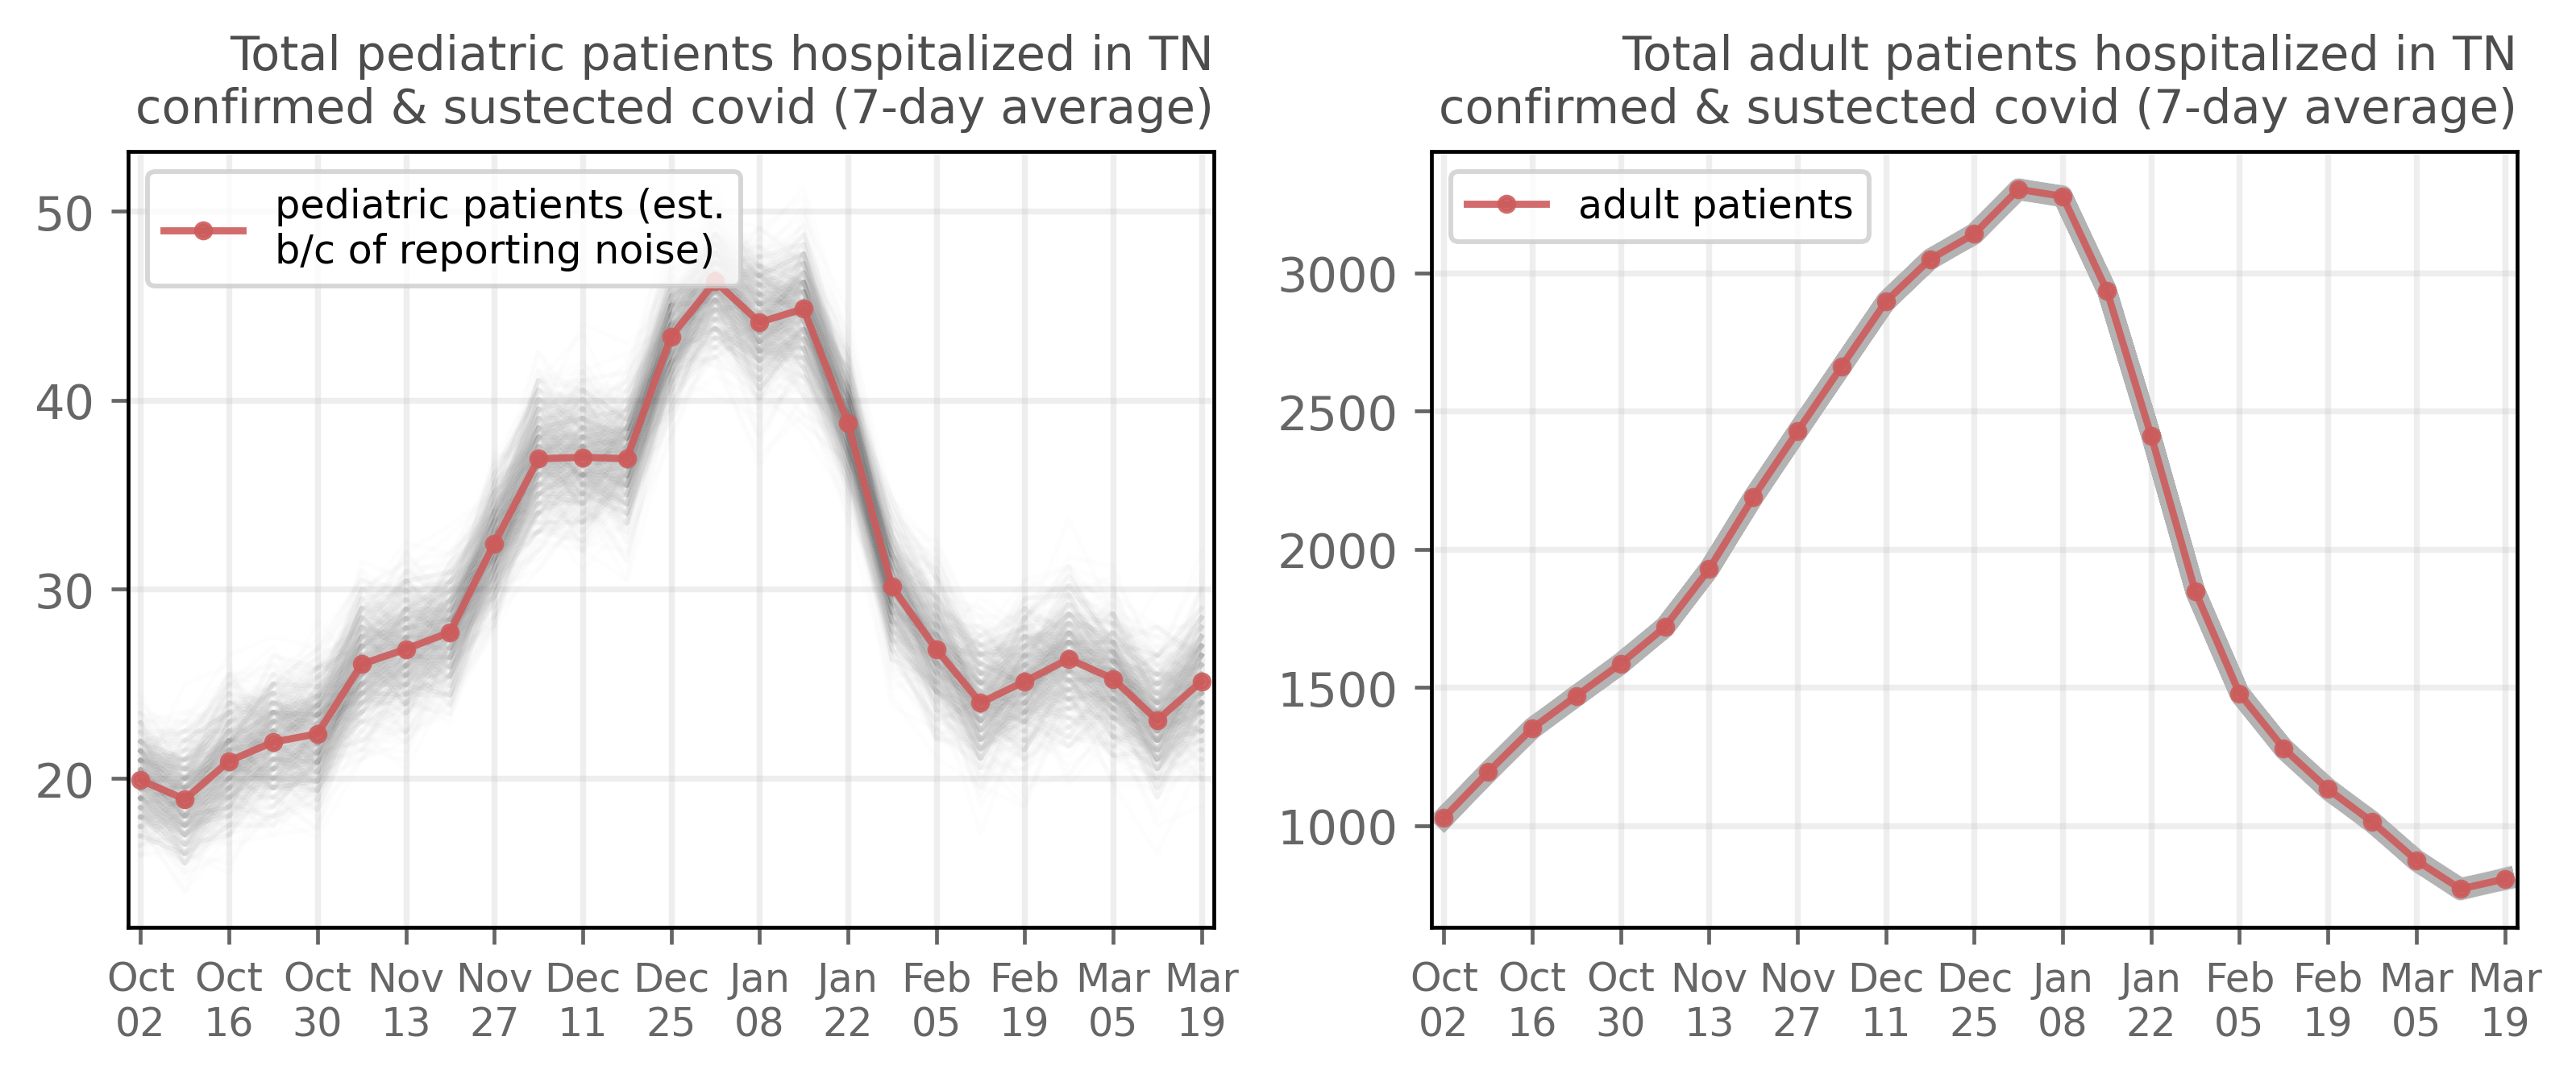 Total pediatric patients hospitalized in TN
confirmed & sustected covid (7-day average)
pediatric patients (est.
b/c of reporting noise)
50
40
30
20
Oct Oct Oct Nov Nov Dec Dec Jan Jan Feb Feb Mar Mar
02 16 30 13 27 11 25 08 22 05 19 05 19
Total adult patients hospitalized in TN
confirmed & sustected covid (7-day average)
adult patients
3000
2500
2000
1500
1000
Oct Oct Oct Nov Nov Dec Dec Jan Jan Feb Feb Mar Mar
02 16 30 13 27 11 25 08 22 05 19 05 19